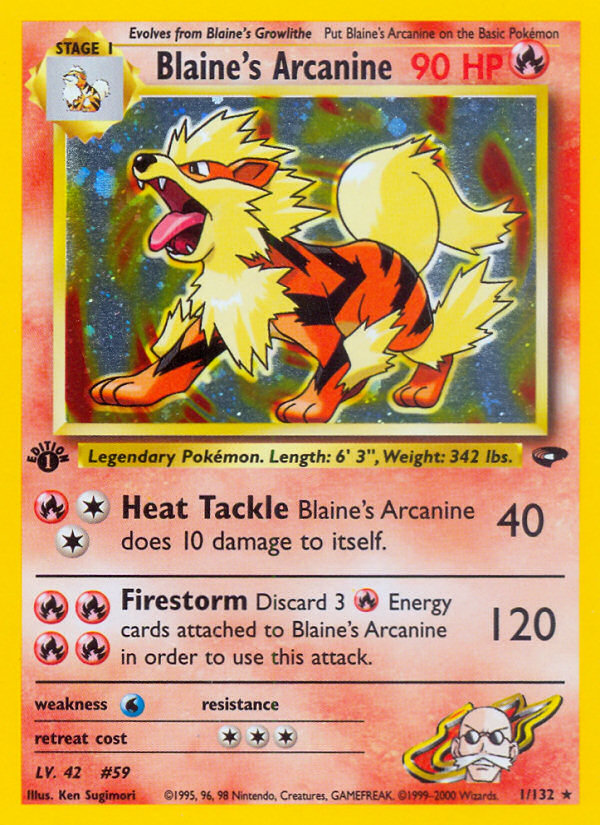 Evolves from Blaine's Growlithe Put Blaine's Arcanine on the Basic Pokémon
STAGE 1
Blaine's Arcanine 90 HP
EDITION
1
Legendary Pokémon. Length: 6' 3", Weight: 342 lbs.
Heat Tackle Blaine's Arcanine
does 10 damage to itself.
40
Firestorm Discard 3 Energy
cards attached to Blaine's Arcanine
in order to use this attack.
120
weakness
resistance
retreat cost
LV. 42 #59
Illus. Ken Sugimori ©1995, 96, 98 Nintendo, Creatures, GAMEFREAK. ©1999-2000 Wizards. 1/132 ★